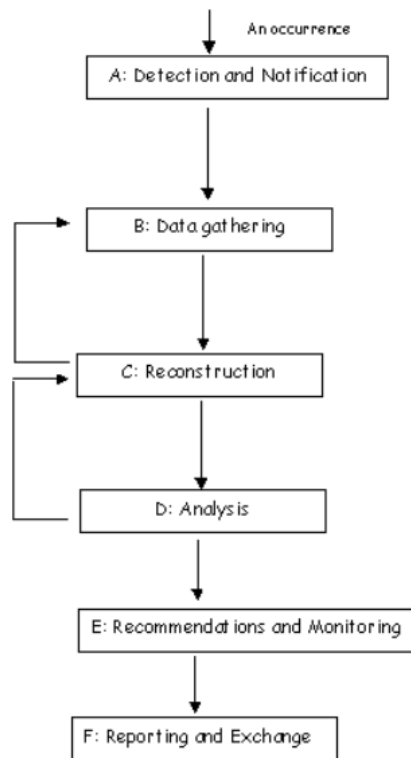 An occurrence
A: Detection and Notification
B: Data gathering
C: Reconstruction
D: Analysis
E: Recommendations and Monitoring
F: Reporting and Exchange